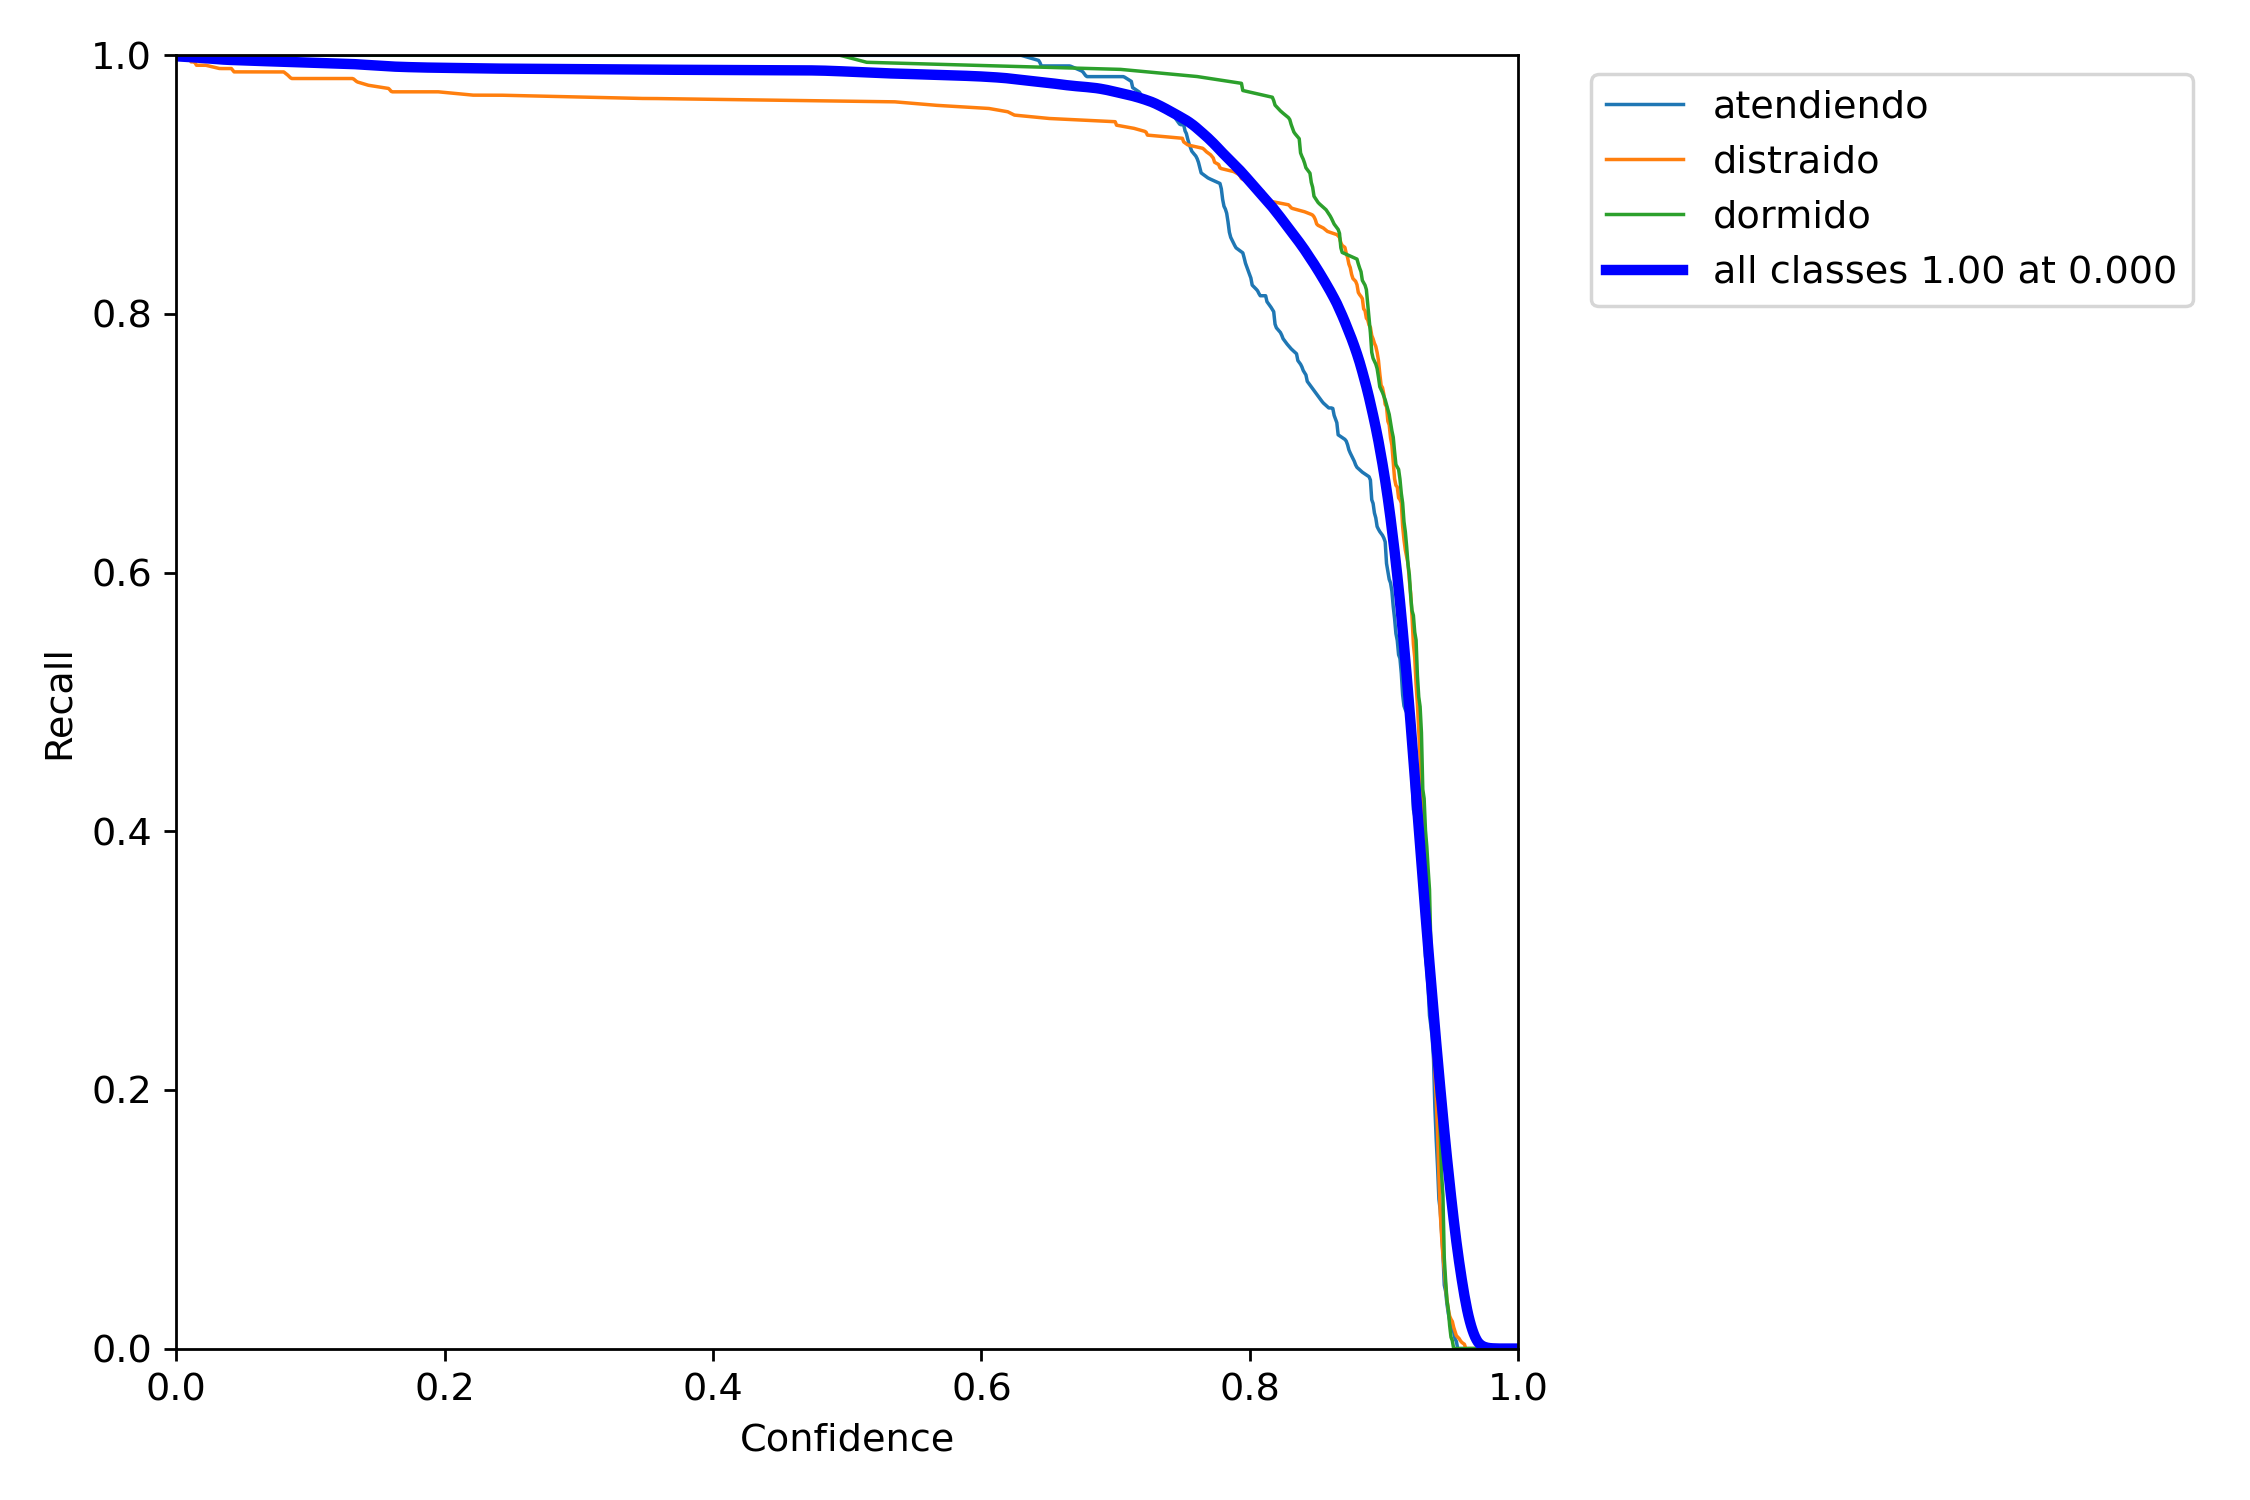 1.0
0.8
0.6
0.4
0.2
0.0
Recall
0.0 0.2 0.4 0.6 0.8 1.0
Confidence
atendiendo
distraido
dormido
all classes 1.00 at 0.000